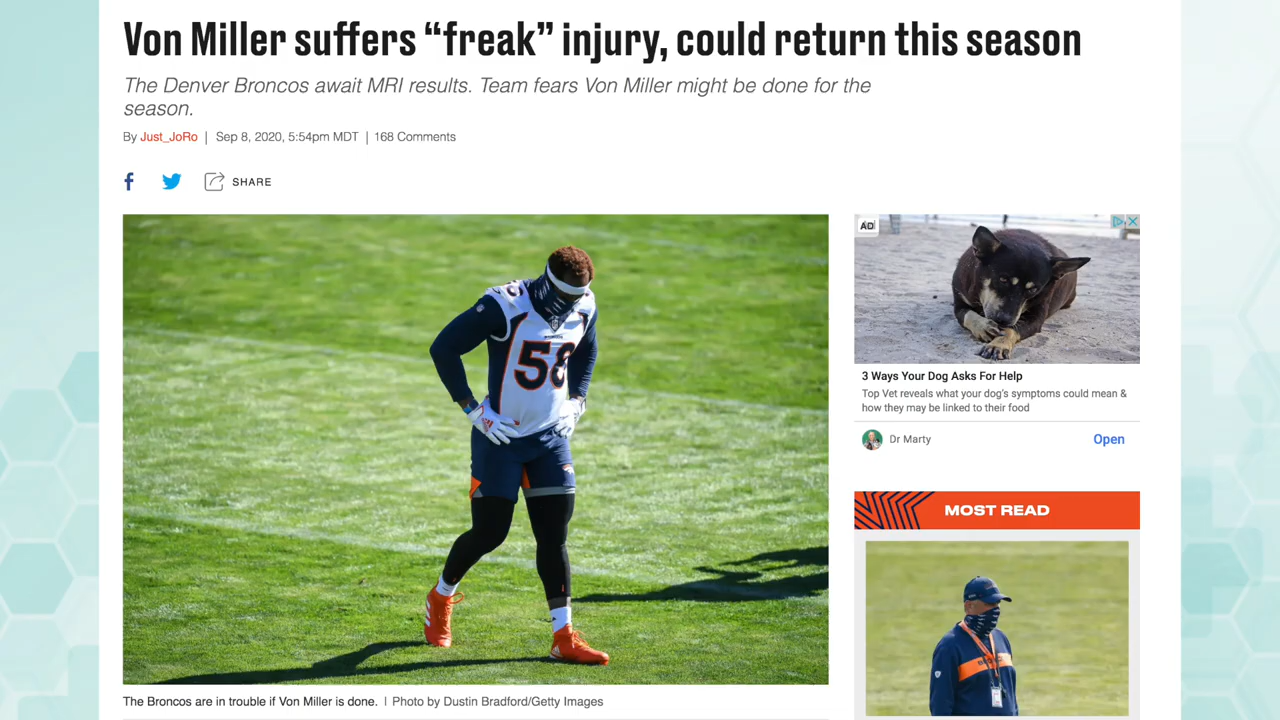 Von Miller suffers “freak” injury, could return this season
The Denver Broncos await MRI results. Team fears Von Miller might be done for the
season.
By Just_JoRo | Sep 8, 2020, 5:54pm MDT | 168 Comments
SHARE
58
AD
3 Ways Your Dog Asks For Help
Top Vet reveals what your dog's symptoms could mean &
how they may be linked to their food
Dr Marty
Open
MOST READ
The Broncos are in trouble if Von Miller is done. | Photo by Dustin Bradford/Getty Images